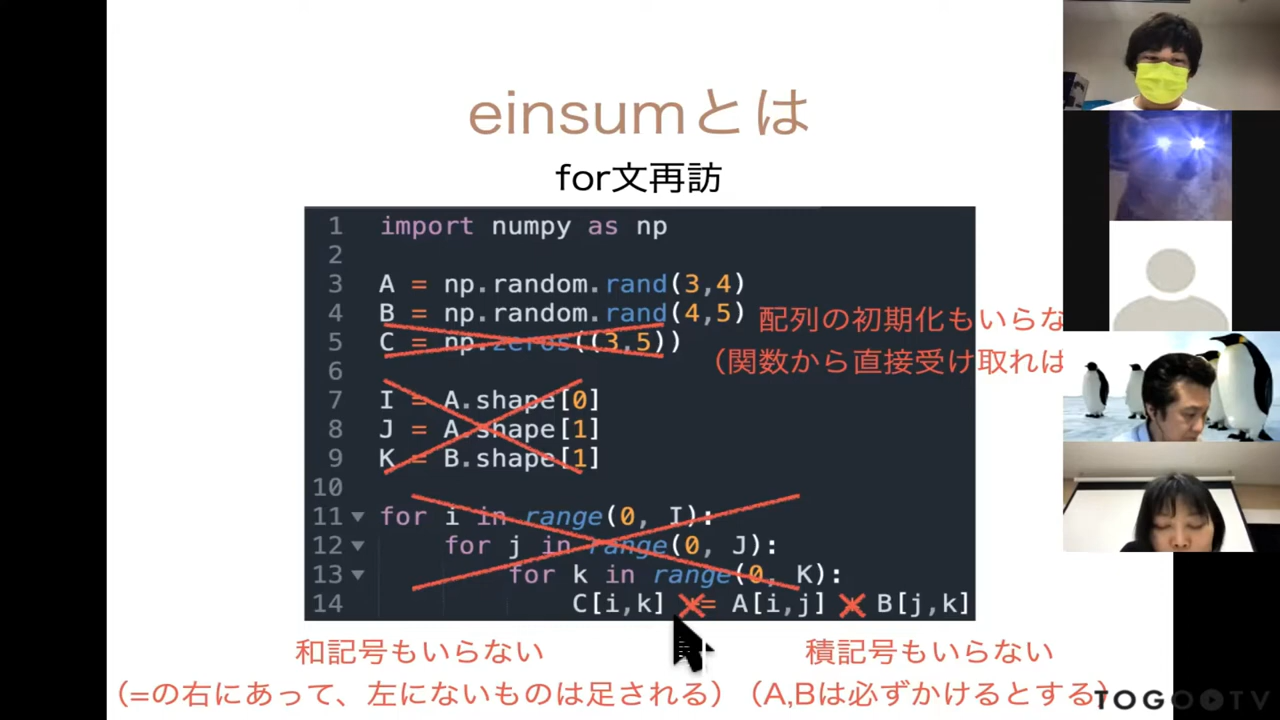 einsumとは
for文再訪
1 import numpy as np
2
3 A = np.random.rand(3,4)
4 B = np.random.rand(4,5)
5 C = np.zeros((3,5))
6
7 I = A.shape[0]
8 J = A.shape[1]
9 K = B.shape[1]
10
11 for i in range(0, I):
12 for j in range(0, J):
13 for k in range(0, K):
14 C[i,k] += A[i,j] * B[j,k]
配列の初期化もいらな
（関数から直接受け取れは
和記号もいらない
（=の右にあって、左にないものは足される）
積記号もいらない
（A,Bは必ずかけるとする）
TOGOTV